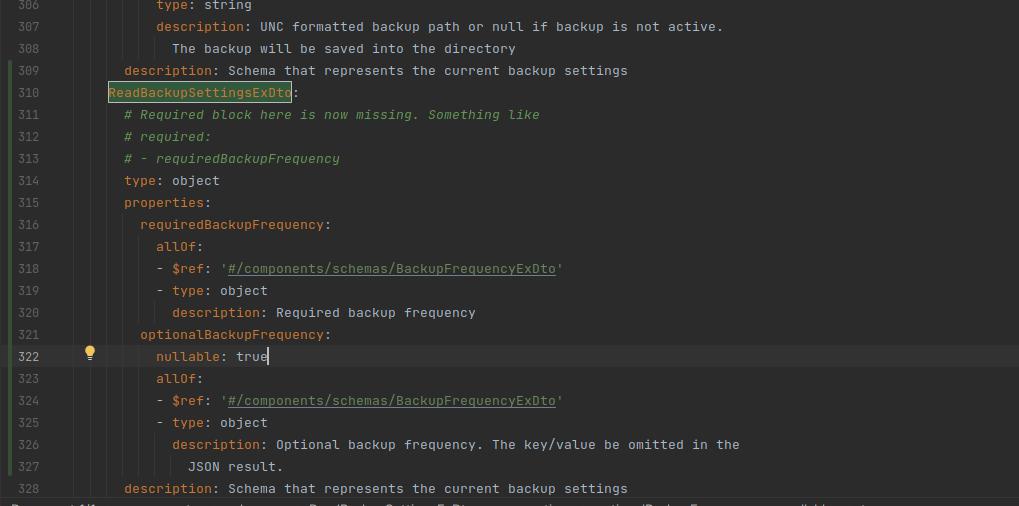 306 type: string
307 description: UNC formatted backup path or null if backup is not active.
308 The backup will be saved into the directory
309 description: Schema that represents the current backup settings
310 ReadBackupSettingsExDto:
311 # Required block here is now missing. Something like
312 # required:
313 # - requiredBackupFrequency
314 type: object
315 properties:
316 requiredBackupFrequency:
317 allOf:
318 - $ref: '#/components/schemas/BackupFrequencyExDto'
319 - type: object
320 description: Required backup frequency
321 optionalBackupFrequency:
322 nullable: true
323 allOf:
324 - $ref: '#/components/schemas/BackupFrequencyExDto'
325 - type: object
326 description: Optional backup frequency. The key/value be omitted in the
327 JSON result.
328 description: Schema that represents the current backup settings